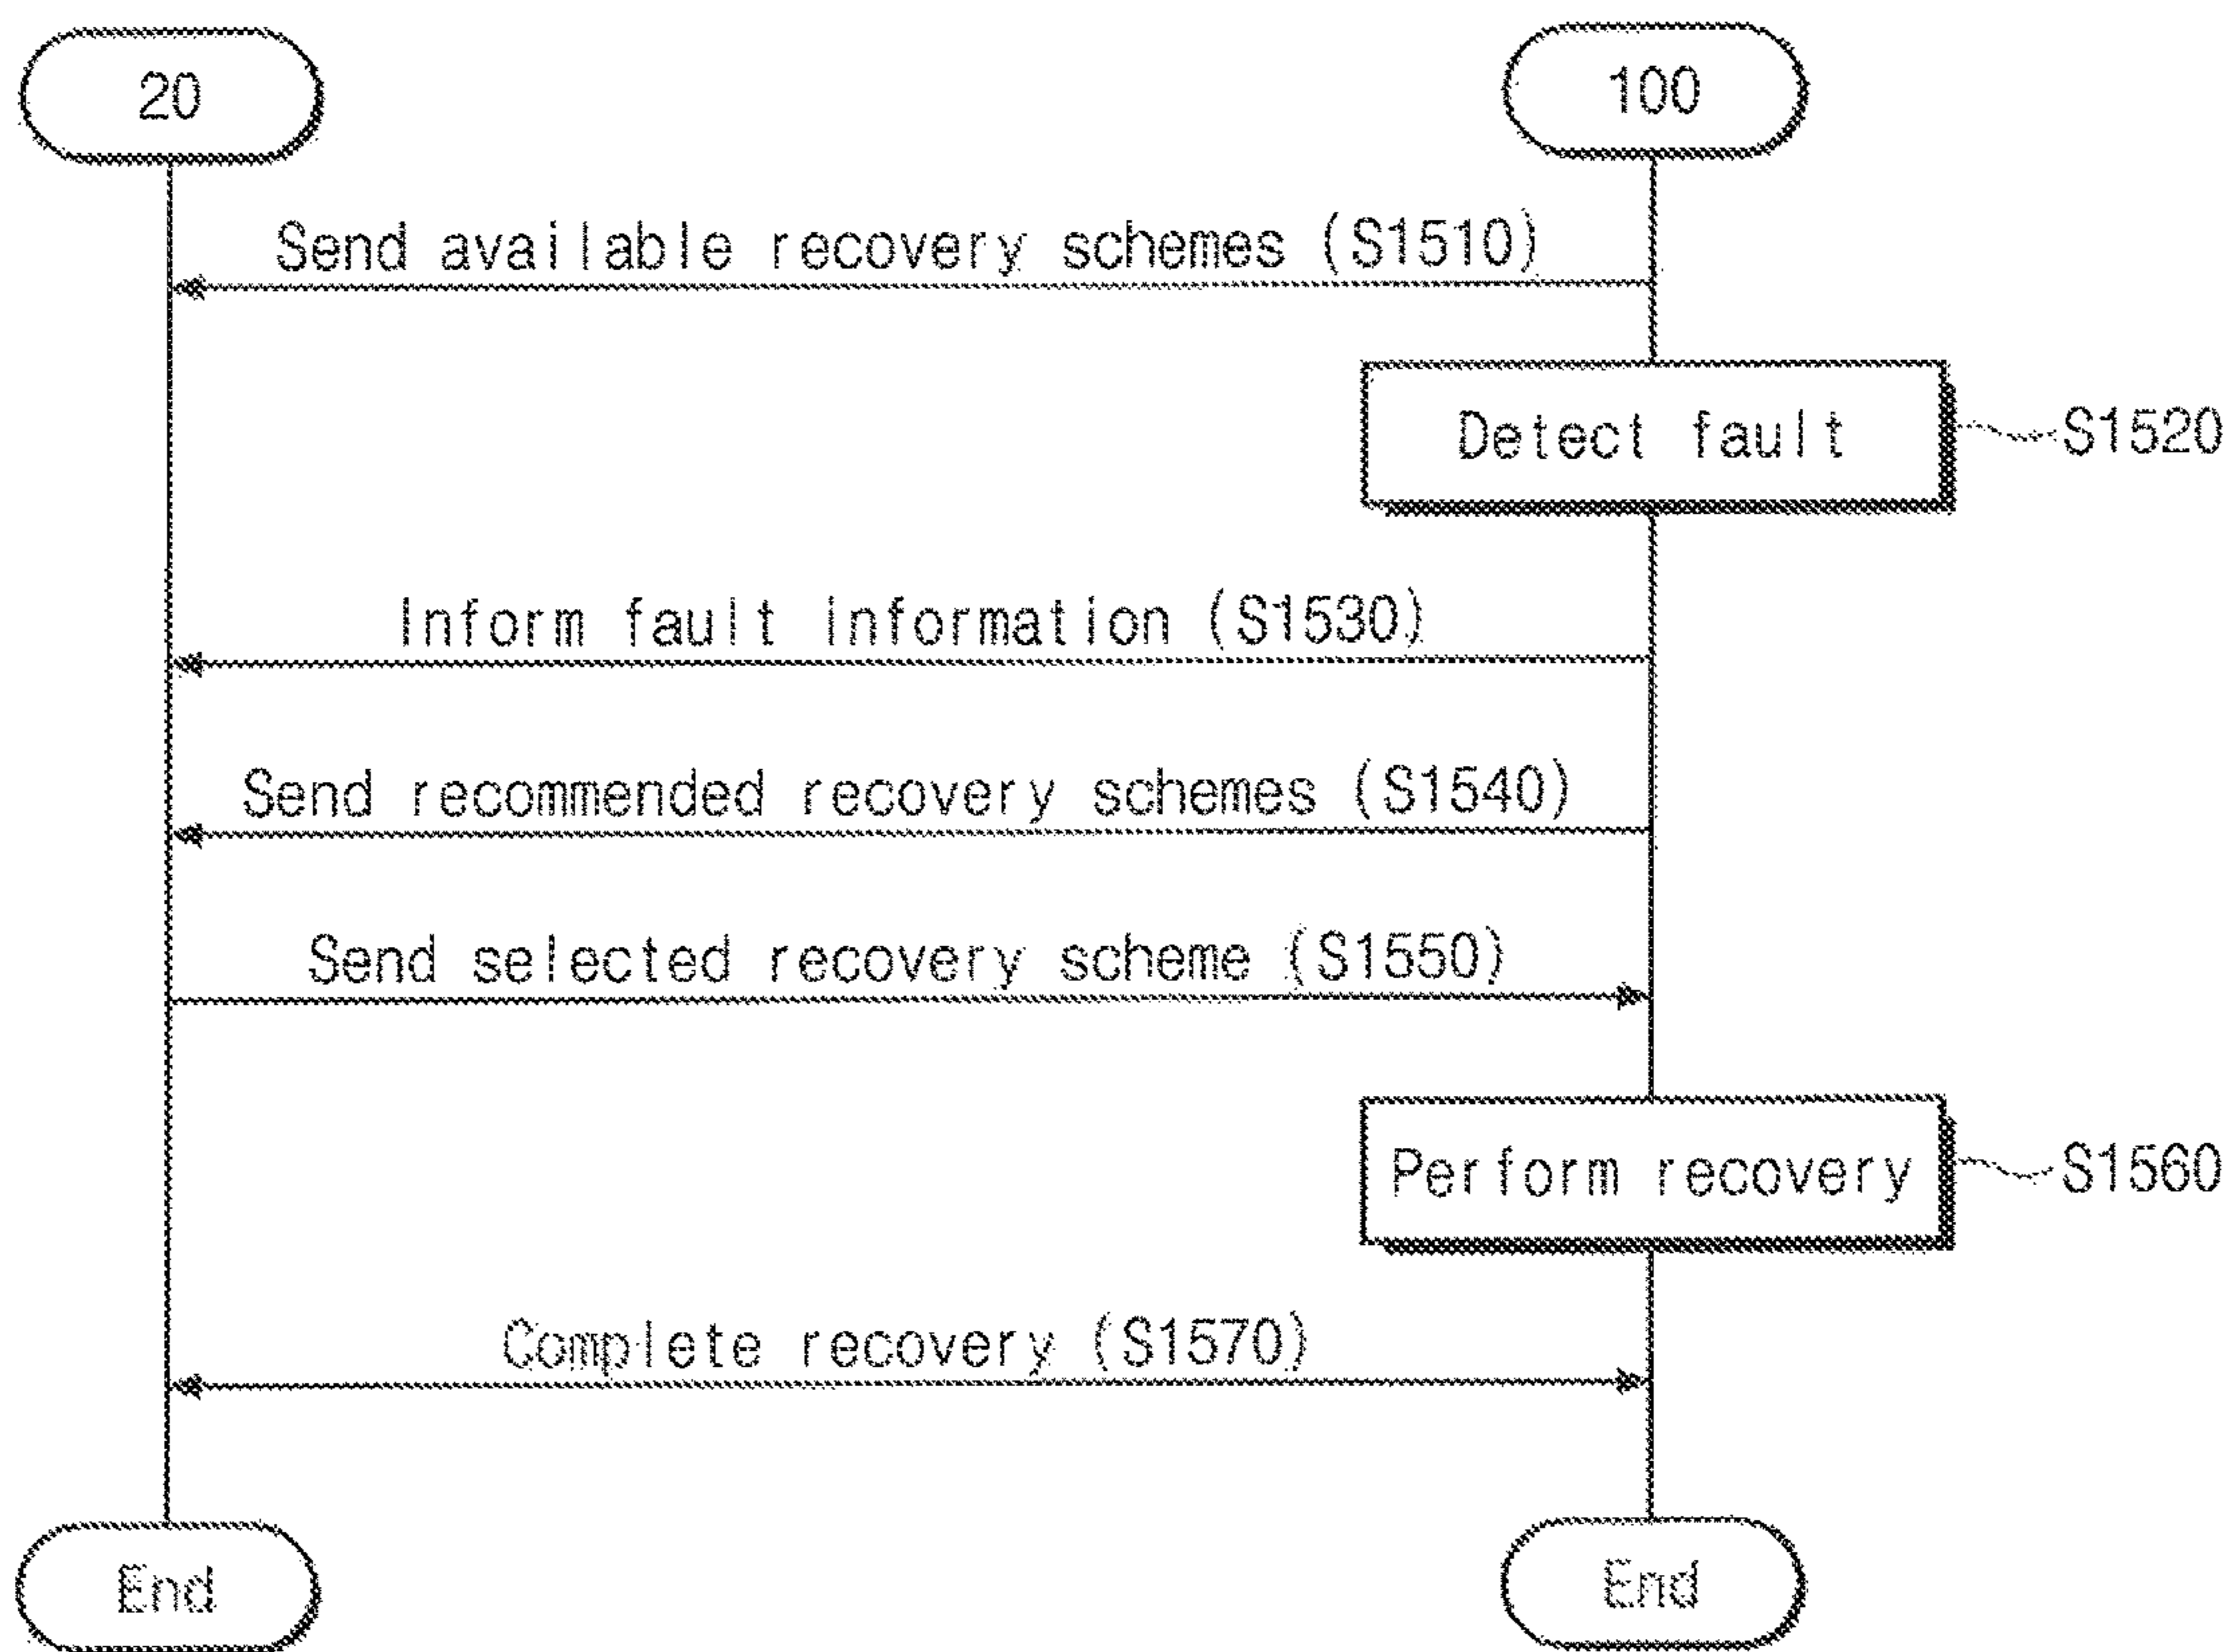 20
100
Send available recovery schemes (S1510)
Detect fault
S1520
Inform fault information (S1530)
Send recommended recovery schemes (S1540)
Send selected recovery scheme (S1550)
Perform recovery
S1560
Complete recovery (S1570)
End
End